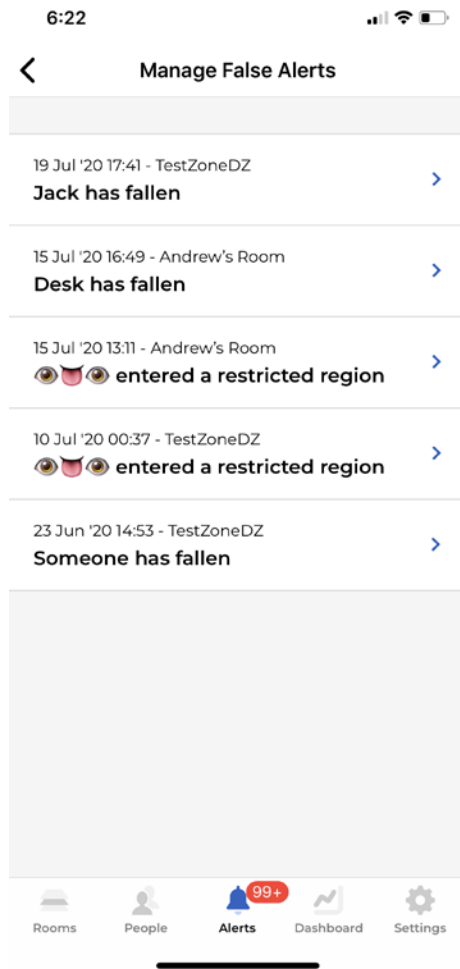 6:22
Manage False Alerts
19 Jul '20 17:41 - TestZoneDZ
Jack has fallen
15 Jul '20 16:49 - Andrew's Room
Desk has fallen
15 Jul '20 13:11 - Andrew's Room
👁👅👁 entered a restricted region
10 Jul '20 00:37 - TestZoneDZ
👁👅👁 entered a restricted region
23 Jun '20 14:53 - TestZoneDZ
Someone has fallen
99+
Rooms People Alerts Dashboard Settings